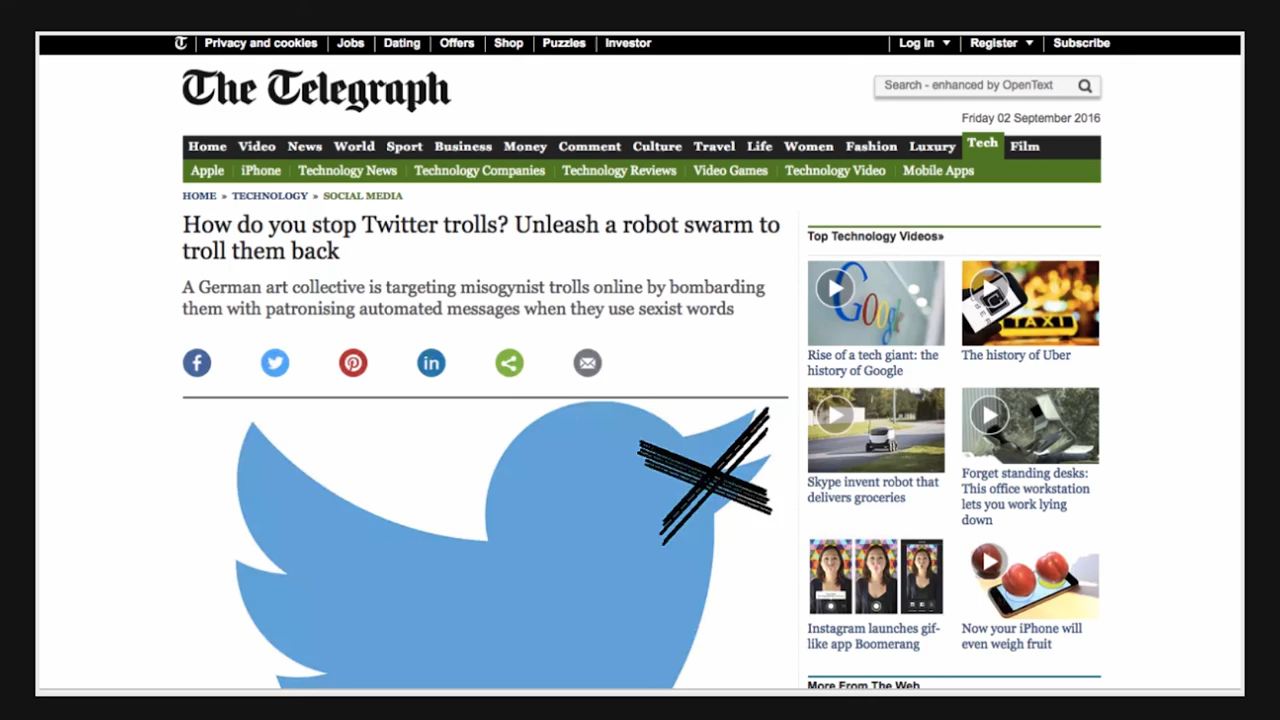 Privacy and cookies Jobs Dating Offers Shop Puzzles Investor Log in Register Subscribe
The Telegraph
Search - enhanced by OpenText
Friday 02 September 2016
Home Video News World Sport Business Money Comment Culture Travel Life Women Fashion Luxury Tech Film
Apple iPhone Technology News Technology Companies Technology Reviews Video Games Technology Video Mobile Apps
HOME » TECHNOLOGY » SOCIAL MEDIA
How do you stop Twitter trolls? Unleash a robot swarm to
troll them back
A German art collective is targeting misogynist trolls online by bombarding
them with patronising automated messages when they use sexist words
Top Technology Videos»
Goog
TAXI
Rise of a tech giant: the
history of Google
The history of Uber
Skype invent robot that
delivers groceries
Forget standing desks:
This office workstation
lets you work lying
down
Instagram launches gif-
like app Boomerang
Now your iPhone will
even weigh fruit
More From The Web